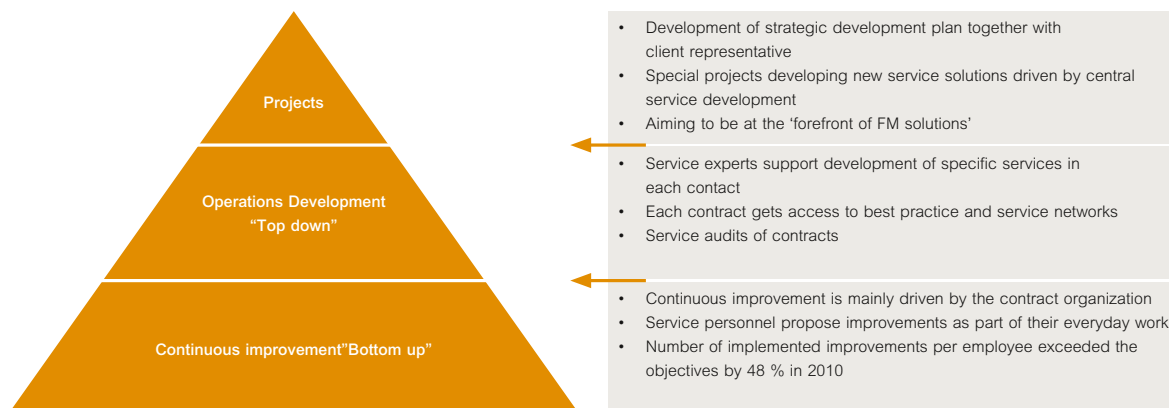 Projects
Operations Development
“Top down”
Continuous improvement”Bottom up”
• Development of strategic development plan together with
client representative
• Special projects developing new service solutions driven by central
service development
• Aiming to be at the ‘forefront of FM solutions’
• Service experts support development of specific services in
each contact
• Each contract gets access to best practice and service networks
• Service audits of contracts
• Continuous improvement is mainly driven by the contract organization
• Service personnel propose improvements as part of their everyday work
• Number of implemented improvements per employee exceeded the
objectives by 48 % in 2010